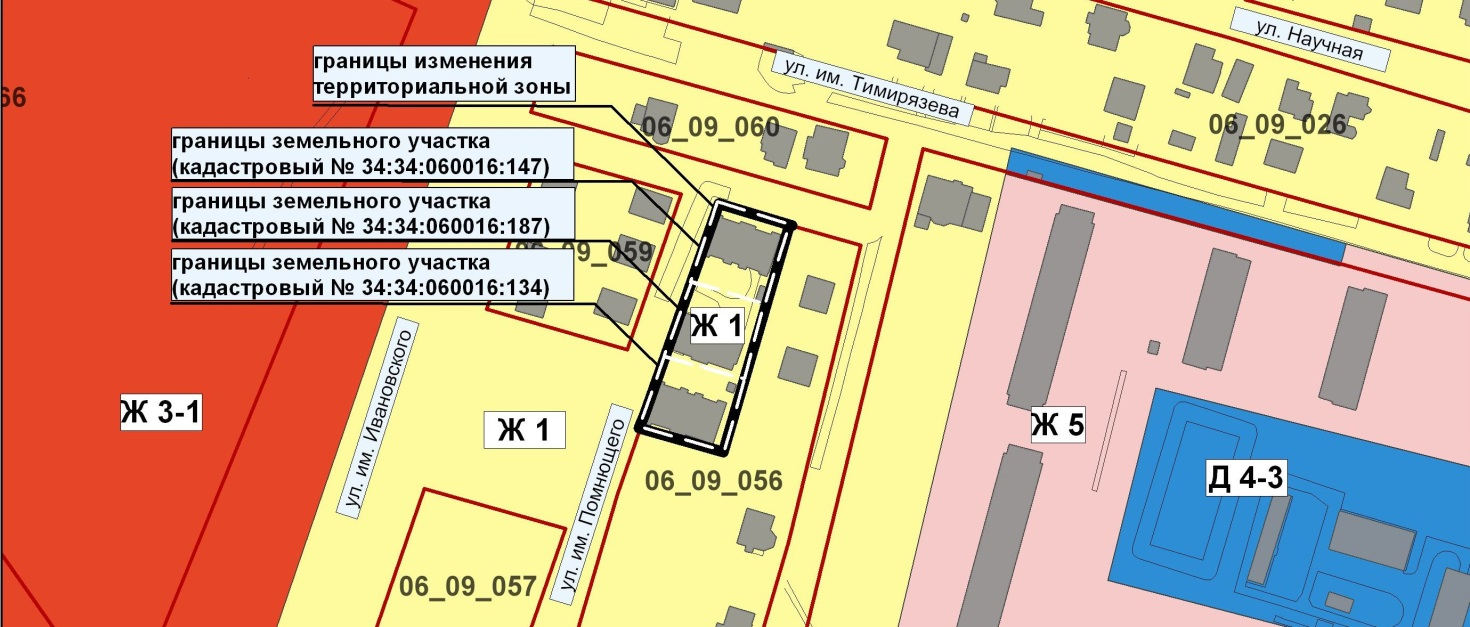 ул. Научная
границы изменения
территориальной зоны
ул. им. Тимирязева
66
06_09_060
06_09_026
границы земельного участка
(кадастровый № 34:34:060016:147)
границы земельного участка
(кадастровый № 34:34:060016:187)
06_09_059
границы земельного участка
(кадастровый № 34:34:060016:134)
Ж 1
ул. им. Ивановского
Ж 3-1
Ж 1
Ж 5
ул. им. Помнющего
06_09_056
Д 4-3
06_09_057